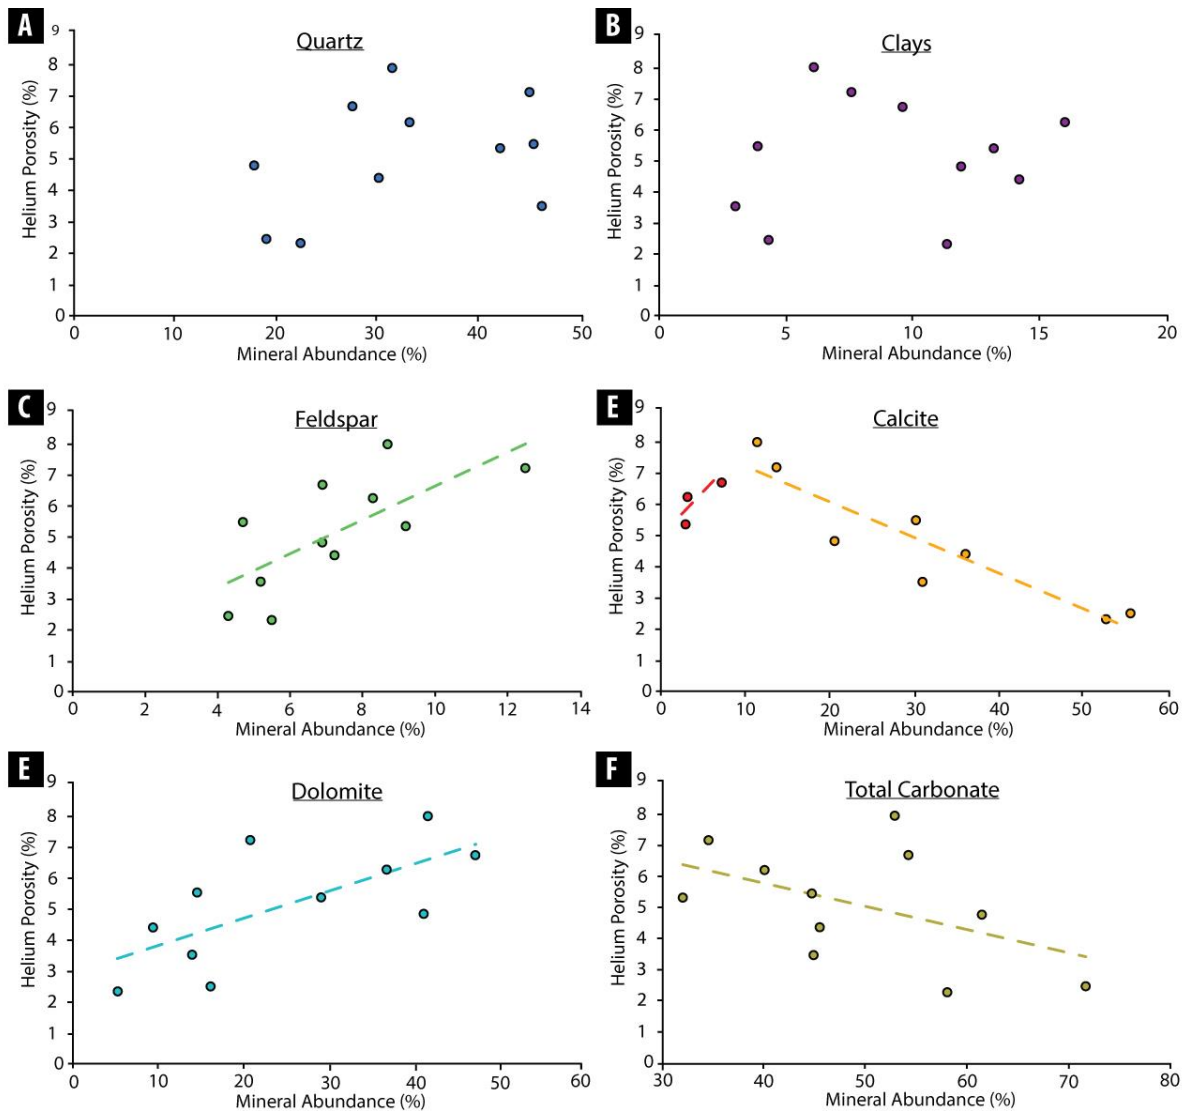 A
Quartz
Helium Porosity (%)
9
8
7
6
5
4
3
2
1
0
0 10 20 30 40 50
Mineral Abundance (%)
B
Clays
Helium Porosity (%)
9
8
7
6
5
4
3
2
1
0
0 5 10 15 20
Mineral Abundance (%)
C
Feldspar
Helium Porosity (%)
9
8
7
6
5
4
3
2
1
0
0 2 4 6 8 10 12 14
Mineral Abundance (%)
E
Calcite
Helium Porosity (%)
9
8
7
6
5
4
3
2
1
0
0 10 20 30 40 50 60
Mineral Abundance (%)
E
Dolomite
Helium Porosity (%)
9
8
7
6
5
4
3
2
1
0
0 10 20 30 40 50 60
Mineral Abundance (%)
F
Total Carbonate
Helium Porosity (%)
9
8
7
6
5
4
3
2
1
0
30 40 50 60 70 80
Mineral Abundance (%)